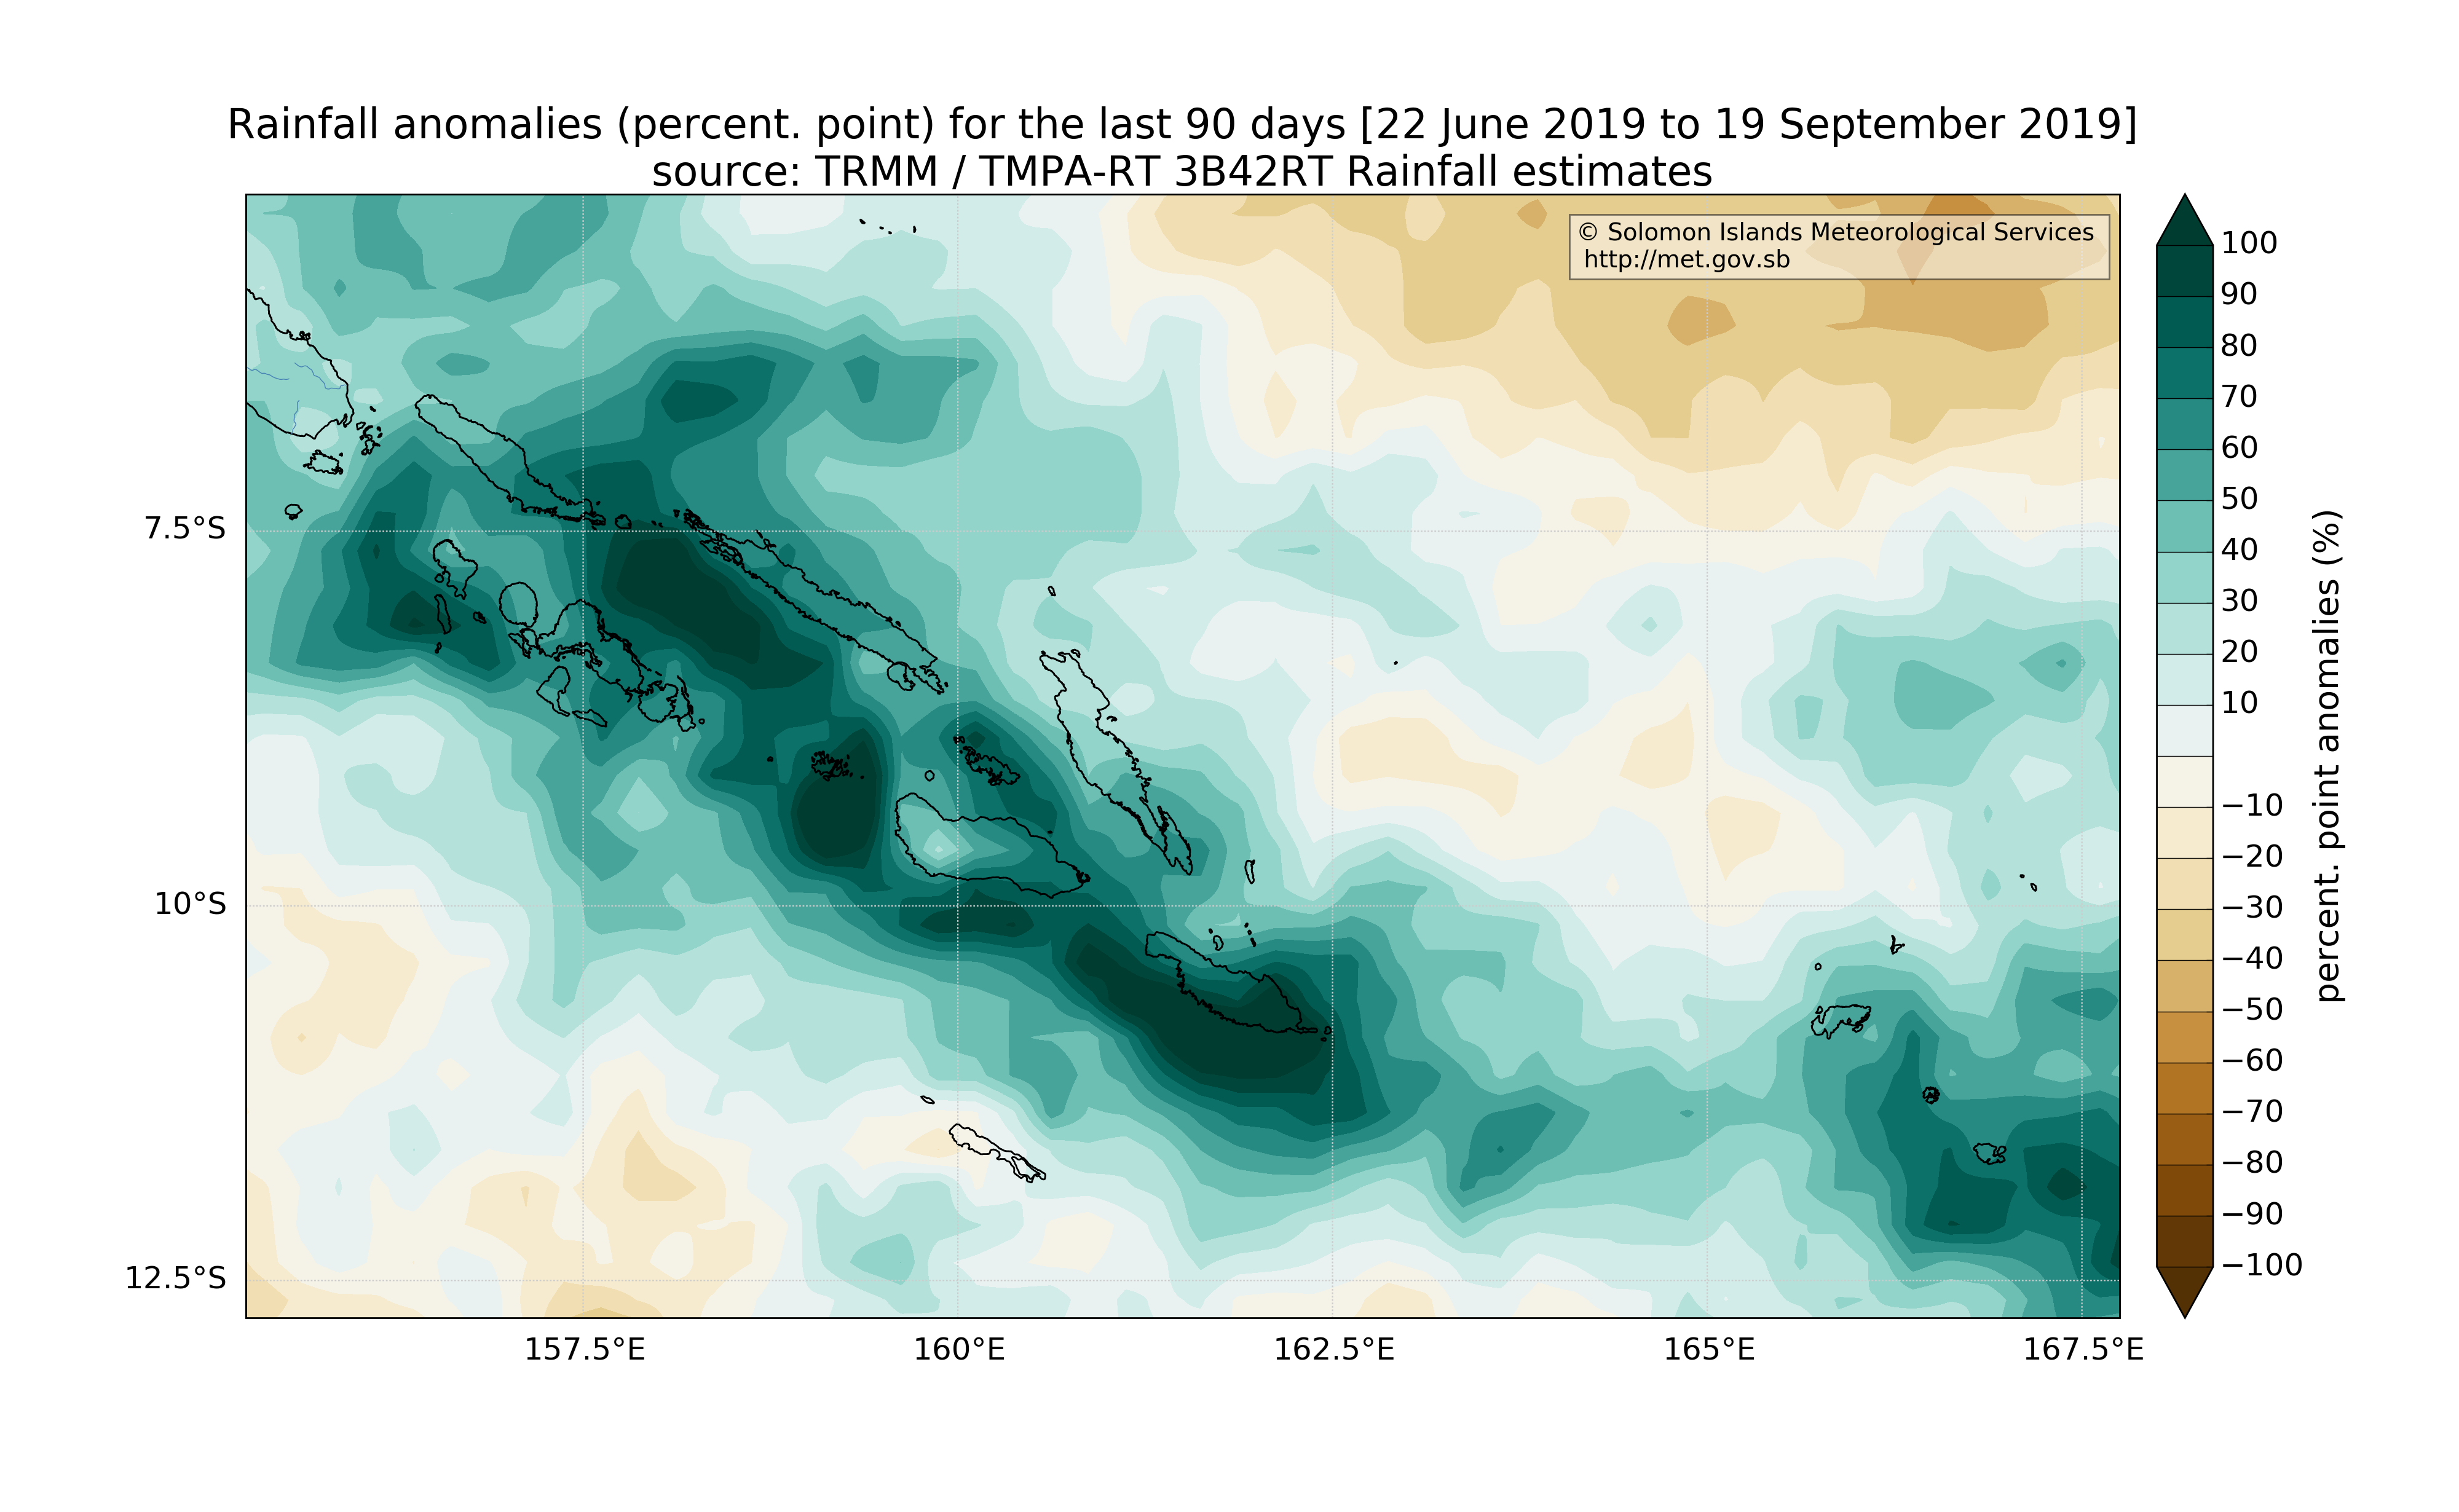 Rainfall anomalies (percent. point) for the last 90 days [22 June 2019 to 19 September 2019]
source: TRMM / TMPA-RT 3B42RT Rainfall estimates
© Solomon Islands Meteorological Services
http://met.gov.sb
7.5°S
10°S
12.5°S
157.5°E
160°E
162.5°E
165°E
167.5°E
100
90
80
70
60
50
40
30
20
10
−10
−20
−30
−40
−50
−60
−70
−80
−90
−100
percent. point anomalies (%)